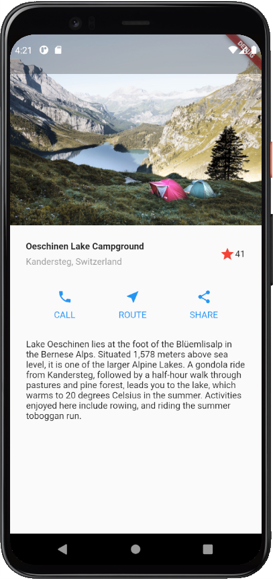 4:21
DEBUG
Oeschinen Lake Campground
41
Kandersteg, Switzerland
CALL
ROUTE
SHARE
Lake Oeschinen lies at the foot of the Blüemlisalp in
the Bernese Alps. Situated 1,578 meters above sea
level, it is one of the larger Alpine Lakes. A gondola ride
from Kandersteg, followed by a half-hour walk through
pastures and pine forest, leads you to the lake, which
warms to 20 degrees Celsius in the summer. Activities
enjoyed here include rowing, and riding the summer
toboggan run.